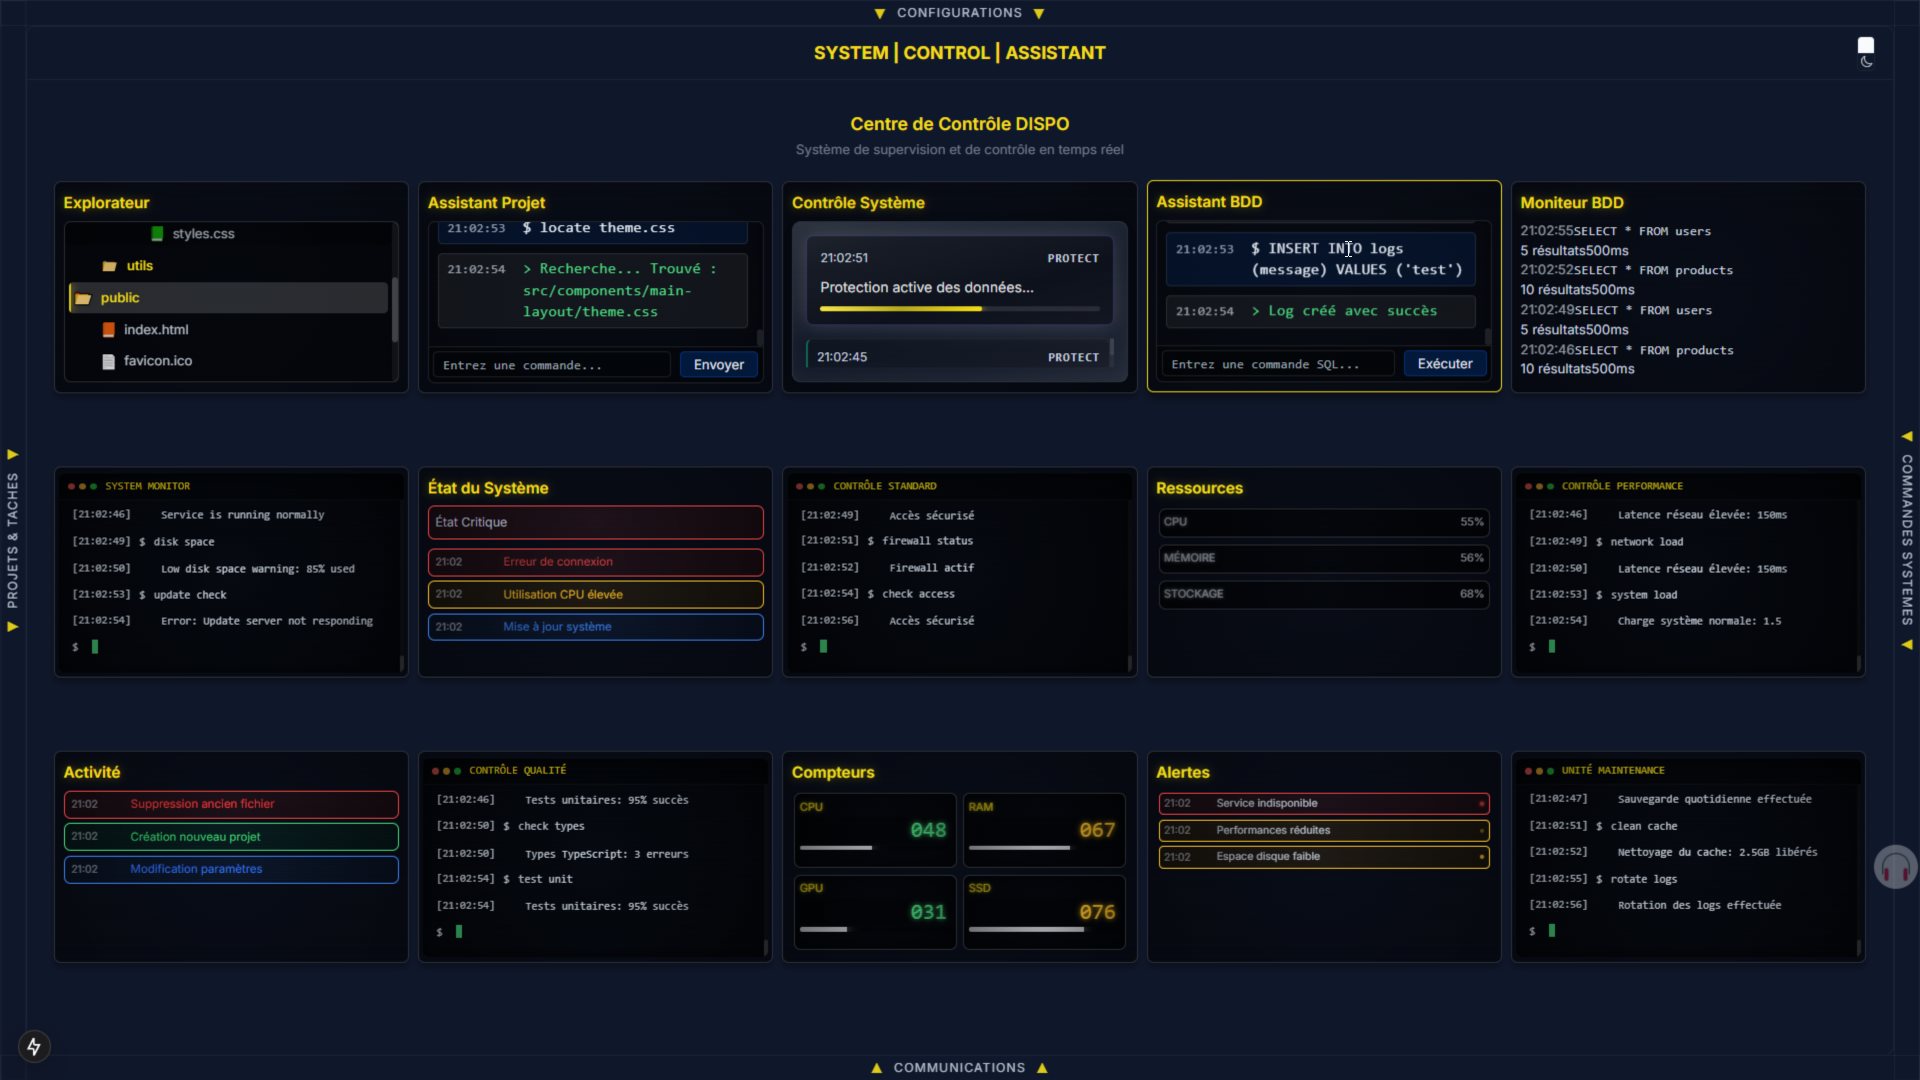 CONFIGURATIONS
SYSTEM | CONTROL | ASSISTANT
Centre de Contrôle DISPO
Système de supervision et de contrôle en temps réel
Explorateur
styles.css
utils
public
index.html
favicon.ico
Assistant Projet
21:02:53 $ locate theme.css
21:02:54 > Recherche... Trouvé :
src/components/main-
layout/theme.css
Entrez une commande... Envoyer
Contrôle Système
21:02:51 PROTECT
Protection active des données...
21:02:45 PROTECT
Assistant BDD
21:02:53 $ INSERT INTO logs
(message) VALUES ('test')
21:02:54 > Log créé avec succès
Entrez une commande SQL... Exécuter
Moniteur BDD
21:02:55SELECT * FROM users
5 résultats500ms
21:02:52SELECT * FROM products
10 résultats500ms
21:02:49SELECT * FROM users
5 résultats500ms
21:02:46SELECT * FROM products
10 résultats500ms
PROJETS & TACHES
COMMANDES SYSTEMES
SYSTEM MONITOR
[21:02:46] Service is running normally
[21:02:49] $ disk space
[21:02:50] Low disk space warning: 85% used
[21:02:53] $ update check
[21:02:54] Error: Update server not responding
$
État du Système
État Critique
21:02 Erreur de connexion
21:02 Utilisation CPU élevée
21:02 Mise à jour système
CONTRÔLE STANDARD
[21:02:49] Accès sécurisé
[21:02:51] $ firewall status
[21:02:52] Firewall actif
[21:02:54] $ check access
[21:02:56] Accès sécurisé
$
Ressources
CPU 55%
MÉMOIRE 56%
STOCKAGE 68%
CONTRÔLE PERFORMANCE
[21:02:46] Latence réseau élevée: 150ms
[21:02:49] $ network load
[21:02:50] Latence réseau élevée: 150ms
[21:02:53] $ system load
[21:02:54] Charge système normale: 1.5
$
Activité
21:02 Suppression ancien fichier
21:02 Création nouveau projet
21:02 Modification paramètres
CONTRÔLE QUALITÉ
[21:02:46] Tests unitaires: 95% succès
[21:02:50] $ check types
[21:02:50] Types TypeScript: 3 erreurs
[21:02:54] $ test unit
[21:02:54] Tests unitaires: 95% succès
$
Compteurs
CPU 048
RAM 067
GPU 031
SSD 076
Alertes
21:02 Service indisponible
21:02 Performances réduites
21:02 Espace disque faible
UNITÉ MAINTENANCE
[21:02:47] Sauvegarde quotidienne effectuée
[21:02:51] $ clean cache
[21:02:52] Nettoyage du cache: 2.5GB libérés
[21:02:55] $ rotate logs
[21:02:56] Rotation des logs effectuée
$
COMMUNICATIONS